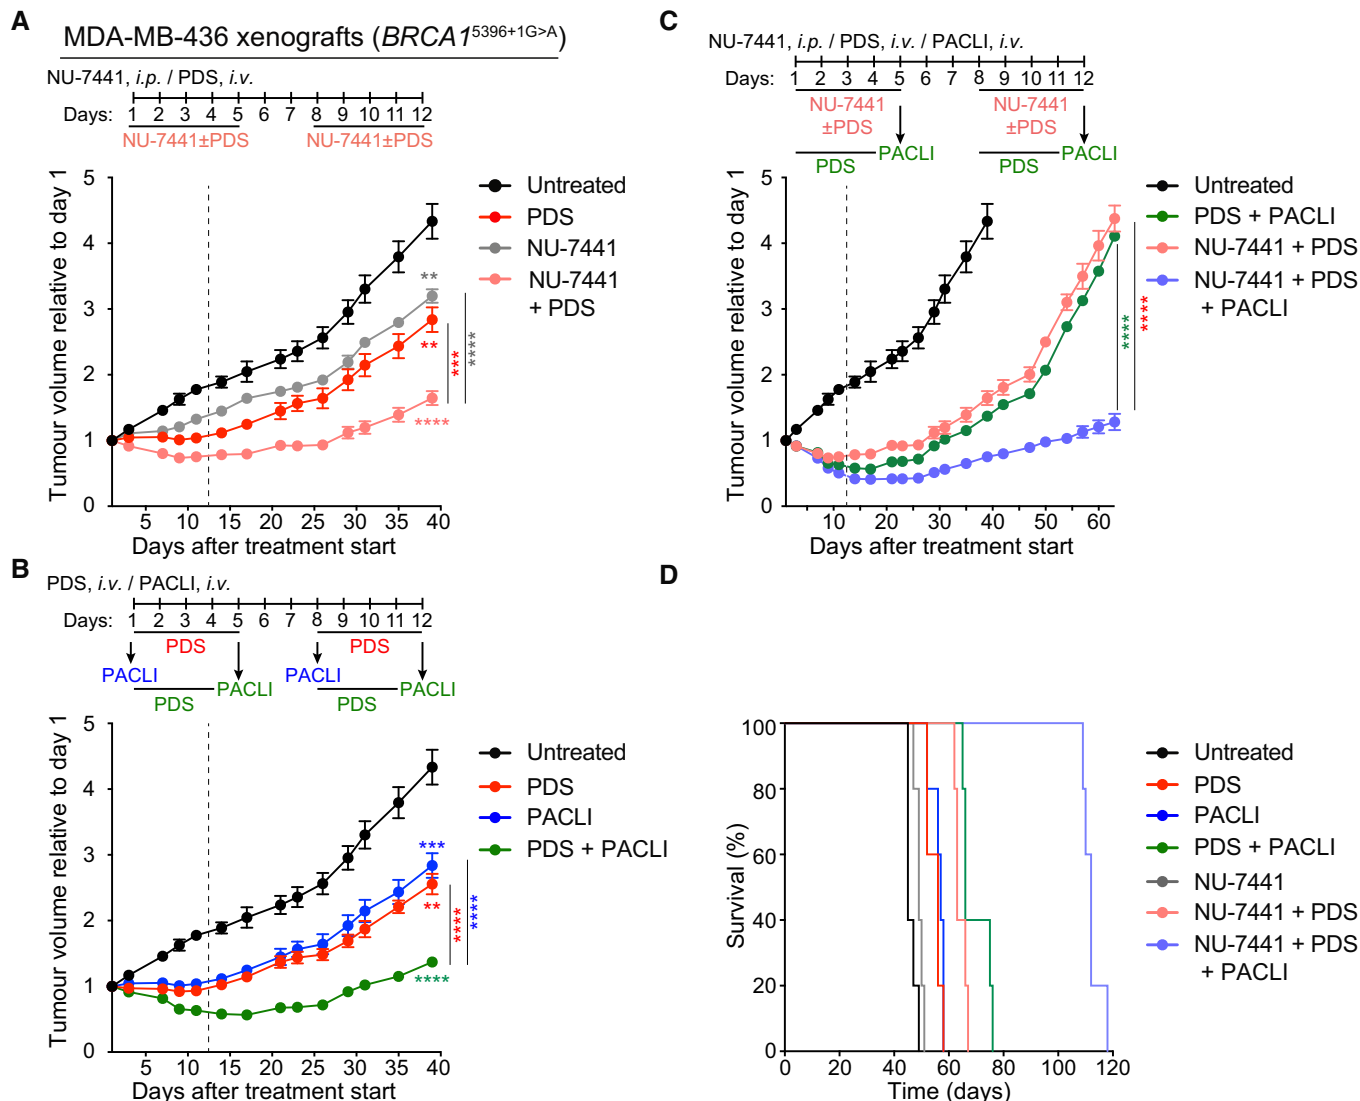 A
MDA-MB-436 xenografts (BRCA1 5396+1G>A)
NU-7441, i.p. / PDS, i.v.
Days: 1 2 3 4 5 6 7 8 9 10 11 12
NU-7441±PDS NU-7441±PDS
Tumour volume relative to day 1
5
4
3
2
1
0
5 10 15 20 25 30 35 40
Days after treatment start
Untreated
PDS
NU-7441
NU-7441
+ PDS
**
**
****
***
****
B
PDS, i.v. / PACLI, i.v.
Days: 1 2 3 4 5 6 7 8 9 10 11 12
PDS PDS
PACLI PACLI
PACLI PACLI
PDS PDS
Tumour volume relative to day 1
5
4
3
2
1
0
5 10 15 20 25 30 35 40
Days after treatment start
Untreated
PDS
PACLI
PDS + PACLI
***
**
****
****
****
C
NU-7441, i.p. / PDS, i.v. / PACLI, i.v.
Days: 1 2 3 4 5 6 7 8 9 10 11 12
NU-7441 NU-7441
±PDS ±PDS
PACLI PACLI
PDS PDS
Tumour volume relative to day 1
5
4
3
2
1
0
10 20 30 40 50 60
Days after treatment start
Untreated
PDS + PACLI
NU-7441 + PDS
NU-7441 + PDS
+ PACLI
****
****
D
Survival (%)
100
80
60
40
20
0
0 20 40 60 80 100 120
Time (days)
Untreated
PDS
PACLI
PDS + PACLI
NU-7441
NU-7441 + PDS
NU-7441 + PDS
+ PACLI